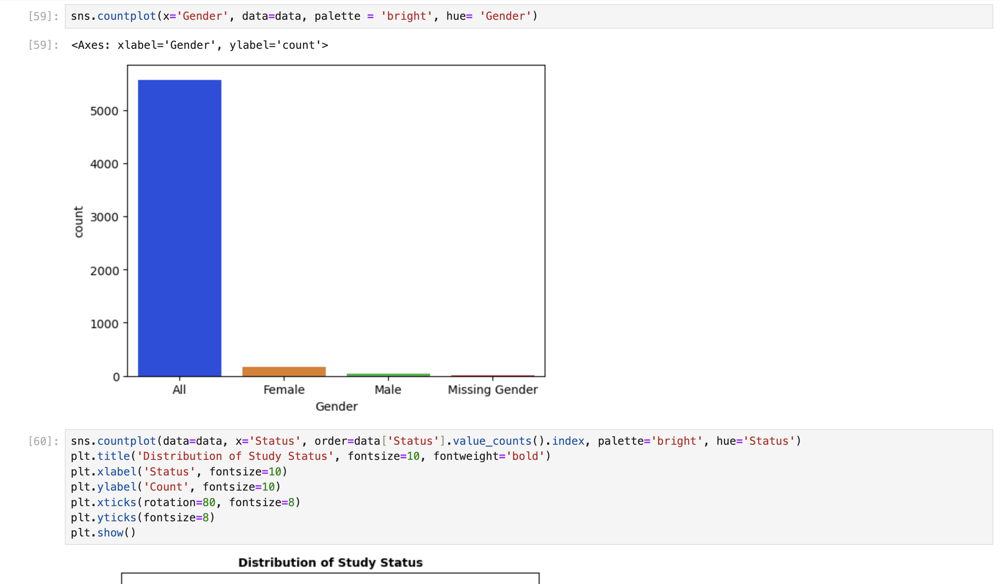 [59]: sns.countplot(x='Gender', data=data, palette = 'bright', hue= 'Gender')
[59]: <Axes: xlabel='Gender', ylabel='count'>
5000
4000
3000
2000
1000
0
count
All Female Male Missing Gender
Gender
[60]: sns.countplot(data=data, x='Status', order=data['Status'].value_counts().index, palette='bright', hue='Status')
plt.title('Distribution of Study Status', fontsize=10, fontweight='bold')
plt.xlabel('Status', fontsize=10)
plt.ylabel('Count', fontsize=10)
plt.xticks(rotation=80, fontsize=8)
plt.yticks(fontsize=8)
plt.show()
Distribution of Study Status